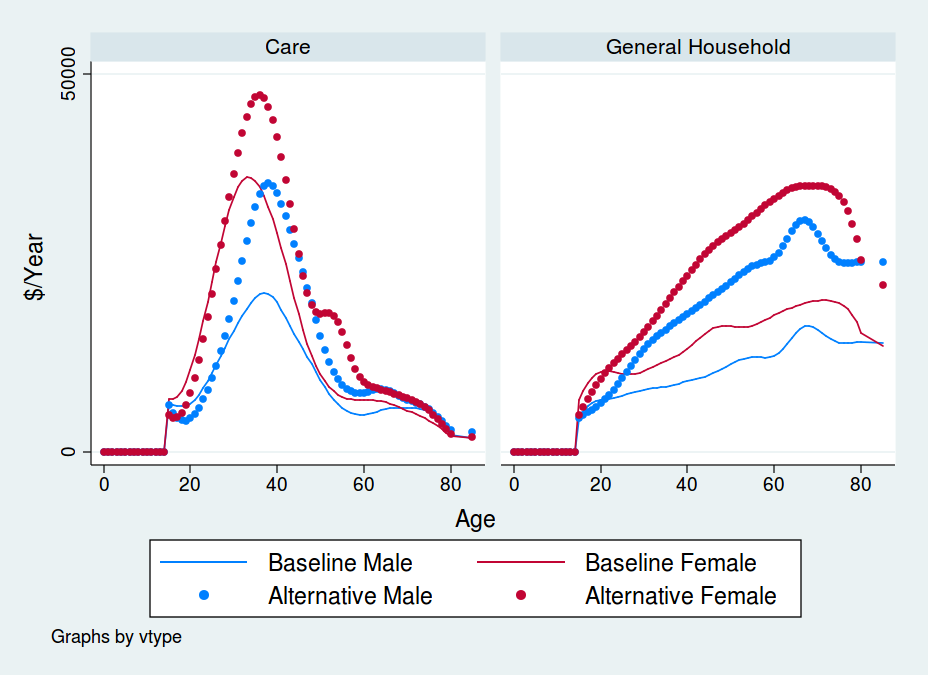 Care
General Household
50000
0
$/Year
0 20 40 60 80
0 20 40 60 80
Age
Baseline Male
Baseline Female
Alternative Male
Alternative Female
Graphs by vtype